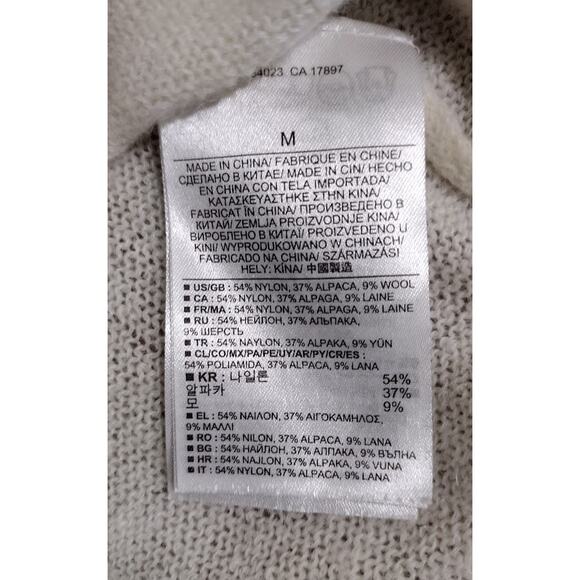 4023 CA 17897
M
MADE IN CHINA/ FABRIQUE EN CHINE/
СДЕЛАНО В КИТАЕ/ MADE IN CIN/ HECHO
EN CHINA CON TELA IMPORTADA/
ΚΑΤΑΣΚΕΥΑΣΤΗΚΕ ΣΤΗΝ ΚΙΝΑ/
FABRICAT ÎN CHINA/ ПРОИЗВЕДЕНО В
КИТАЙ/ ZEMLJA PROIZVODNJE KINA/
ВИРОБЛЕНО В КИТАЇ/ PROIZVEDENO U
KINI/ WYPRODUKOWANO W CHINACH/
FABRICADO NA CHINA/ SZÁRMAZÁSI
HELY: KÍNA/ 中國製造
■ US/GB : 54% NYLON, 37% ALPACA, 9% WOOL
■ CA : 54% NYLON, 37% ALPAGA, 9% LAINE
■ FR/MA : 54% NYLON, 37% ALPAGA, 9% LAINE
■ RU : 54% НЕЙЛОН, 37% АЛЬПАКА,
9% ШЕРСТЬ
■ TR : 54% NAYLON, 37% ALPAKA, 9% YÜN
■ CL/CO/MX/PA/PE/UY/AR/PY/CR/ES :
54% POLIAMIDA, 37% ALPACA, 9% LANA
■ KR : 나일론 54%
알파카 37%
모 9%
■ EL : 54% ΝΑΙΛΟΝ, 37% ΑΙΓΟΚΑΜΗΛΟΣ,
9% ΜΑΛΛΙ
■ RO : 54% NILON, 37% ALPACA, 9% LANA
■ BG : 54% НАЙЛОН, 37% АЛПАКА, 9% ВЪЛНА
■ HR : 54% NAJLON, 37% ALPAKA, 9% VUNA
■ IT : 54% NYLON, 37% ALPACA, 9% LANA